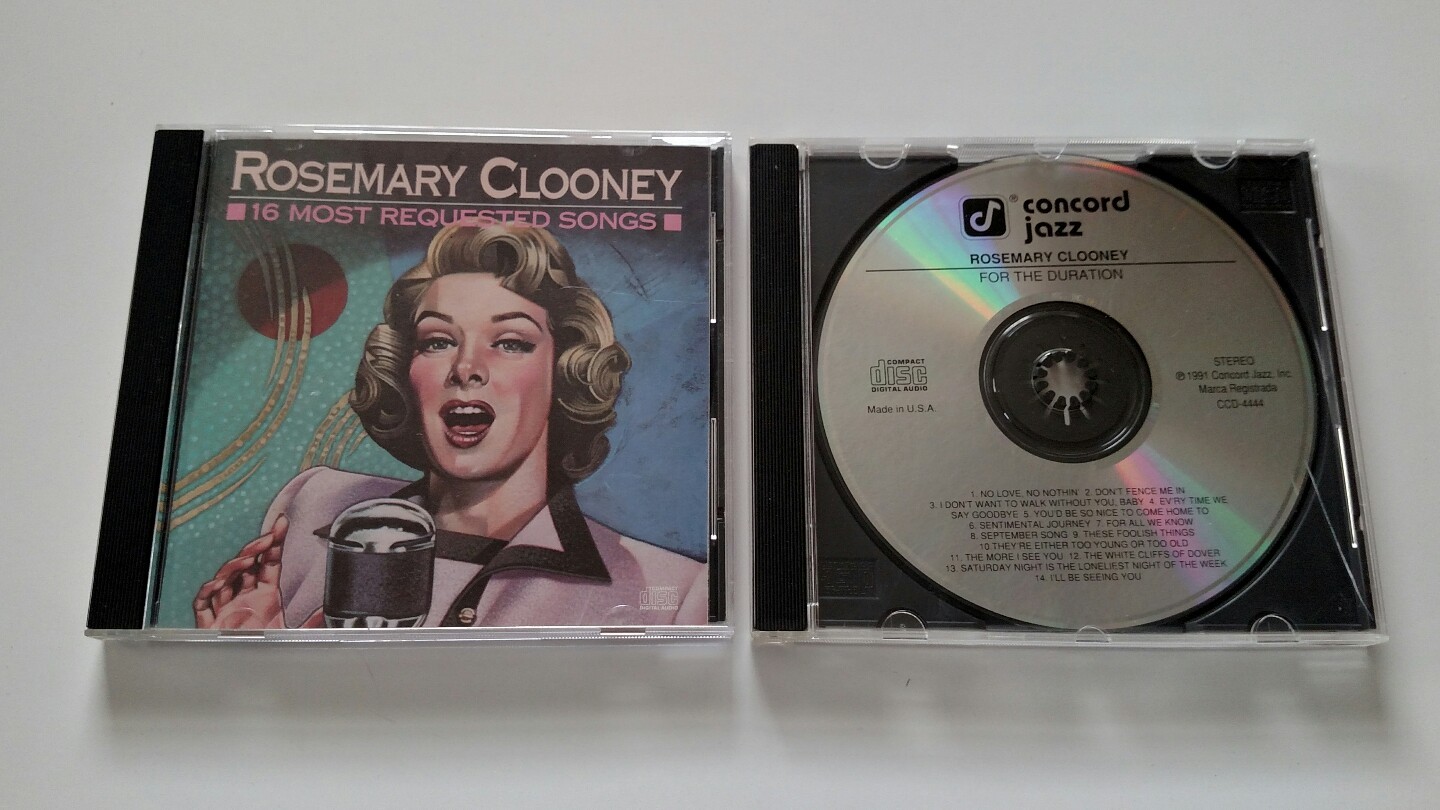 ROSEMARY CLOONEY
16 MOST REQUESTED SONGS
COMPACT
disc
DIGITAL AUDIO
concord
jazz
®
ROSEMARY CLOONEY
FOR THE DURATION
COMPACT
disc
DIGITAL AUDIO
Made in U.S.A.
STEREO
℗ 1991 Concord Jazz, Inc.
Marca Registrada
CCD-4444
1. NO LOVE, NO NOTHIN' 2. DON'T FENCE ME IN
3. I DON'T WANT TO WALK WITHOUT YOU, BABY 4. EV'RY TIME WE
SAY GOODBYE 5. YOU'D BE SO NICE TO COME HOME TO
6. SENTIMENTAL JOURNEY 7. FOR ALL WE KNOW
8. SEPTEMBER SONG 9. THESE FOOLISH THINGS
10 THEY'RE EITHER TOO YOUNG OR TOO OLD
11. THE MORE I SEE YOU 12. THE WHITE CLIFFS OF DOVER
13. SATURDAY NIGHT IS THE LONELIEST NIGHT OF THE WEEK
14. I'LL BE SEEING YOU